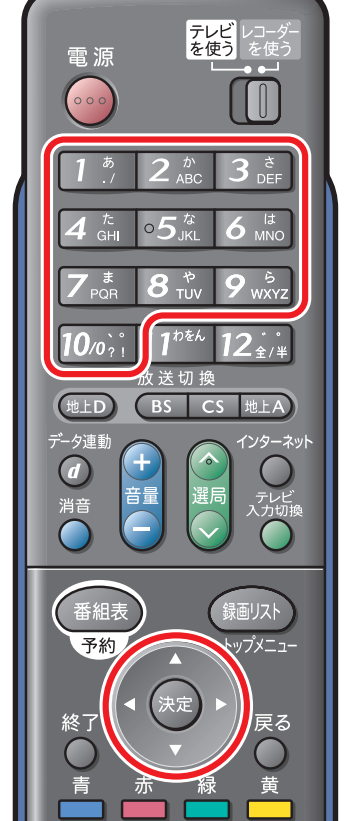 電源
テレビ
を使う
レコーダー
を使う
1 あ ./
2 か ABC
3 さ DEF
4 た GHI
5 な JKL
6 は MNO
7 ま PQR
8 や TUV
9 ら WXYZ
10/0 、。?!
1 わをん
12 ゛゜全/半
放送切換
地上D BS CS 地上A
データ連動
インターネット
d
+
音量
−
選局
消音
テレビ
入力切換
番組表
予約
録画リスト
トップメニュー
決定
終了
戻る
青 赤 緑 黄